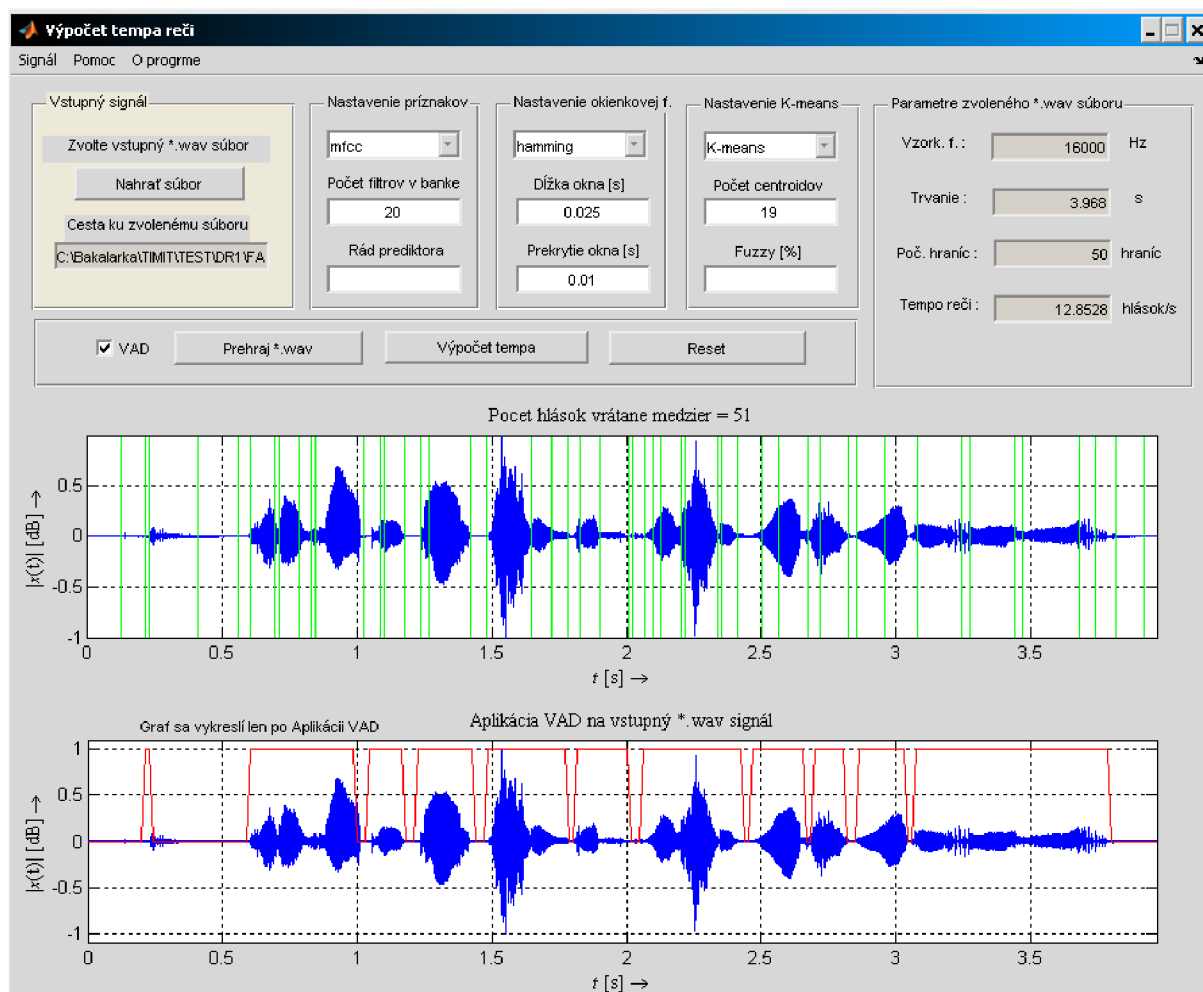 Výpočet tempa reči
Signál Pomoc O progrme
Vstupný signál
Zvolte vstupný *.wav súbor
Nahrať súbor
Cesta ku zvolenému súboru
C:\Bakalarka\TIMIT\TEST\DR1\FA
Nastavenie príznakov
mfcc
Počet filtrov v banke
20
Rád prediktora
Nastavenie okienkovej f.
hamming
Dĺžka okna [s]
0.025
Prekrytie okna [s]
0.01
Nastavenie K-means
K-means
Počet centroidov
19
Fuzzy [%]
Parametre zvoleného *.wav súboru
Vzork. f. : 16000 Hz
Trvanie : 3.968 s
Poč. hraníc : 50 hraníc
Tempo reči : 12.8528 hlások/s
VAD Prehraj *.wav Výpočet tempa Reset
Pocet hlások vrátane medzier = 51
|x(t)| [dB] →
0.5
0
-0.5
-1
0 0.5 1 1.5 2 2.5 3 3.5
t [s] →
Graf sa vykreslí len po Aplikácii VAD
Aplikácia VAD na vstupný *.wav signál
|x(t)| [dB] →
1
0.5
0
-0.5
-1
0 0.5 1 1.5 2 2.5 3 3.5
t [s] →